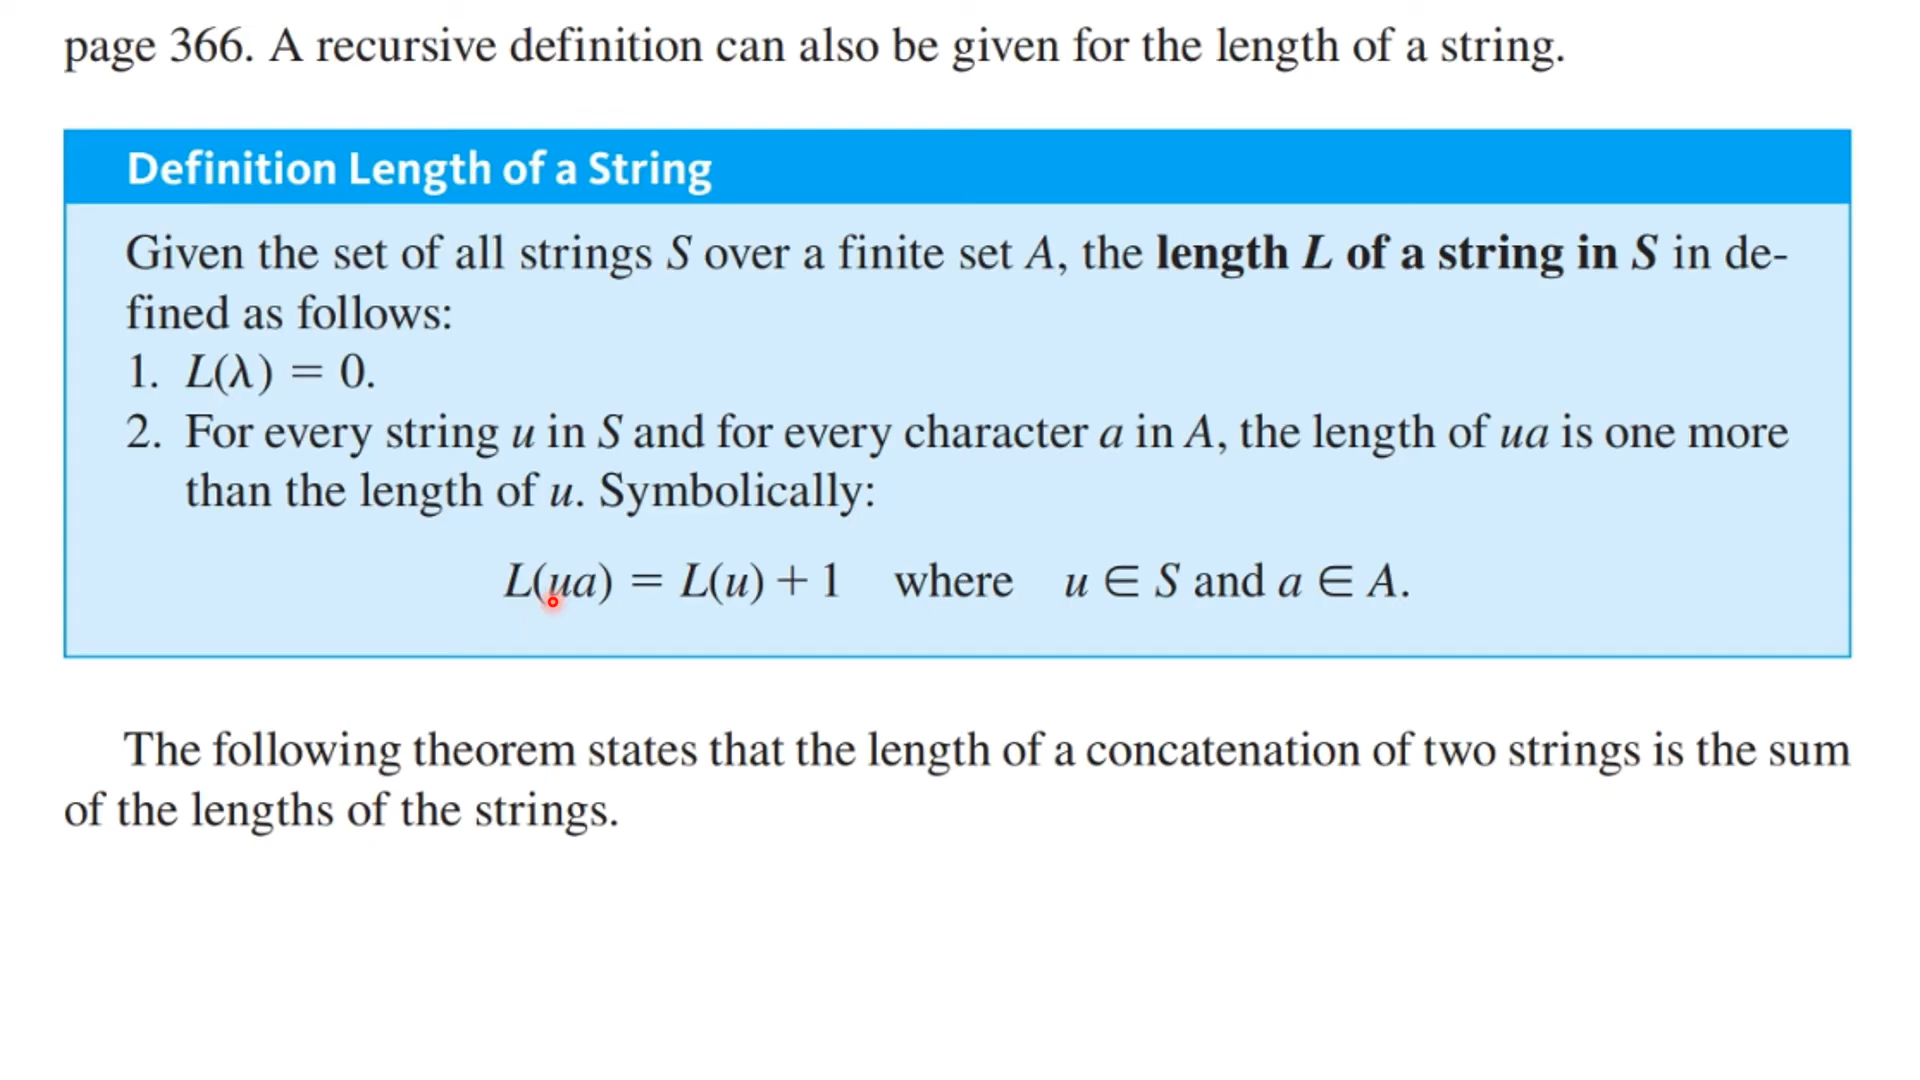 page 366. A recursive definition can also be given for the length of a string.
Definition Length of a String
Given the set of all strings S over a finite set A, the length L of a string in S in de-
fined as follows:
1. L(λ) = 0.
2. For every string u in S and for every character a in A, the length of ua is one more
than the length of u. Symbolically:
L(ua) = L(u) + 1 where u ∈ S and a ∈ A.
The following theorem states that the length of a concatenation of two strings is the sum
of the lengths of the strings.